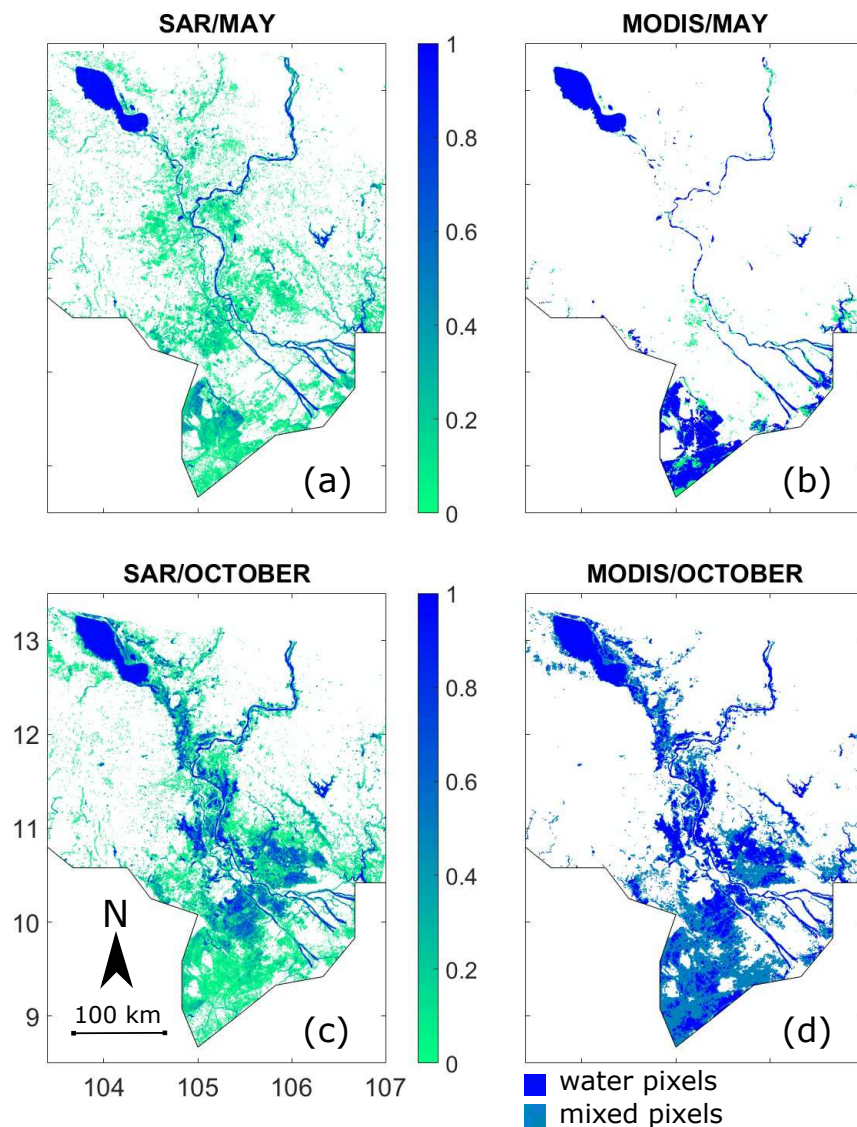 SAR/MAY
MODIS/MAY
1
0.8
0.6
0.4
0.2
0
(a)
(b)
SAR/OCTOBER
MODIS/OCTOBER
13
12
11
10
9
1
0.8
0.6
0.4
0.2
0
N
100 km
(c)
(d)
104
105
106
107
water pixels
mixed pixels